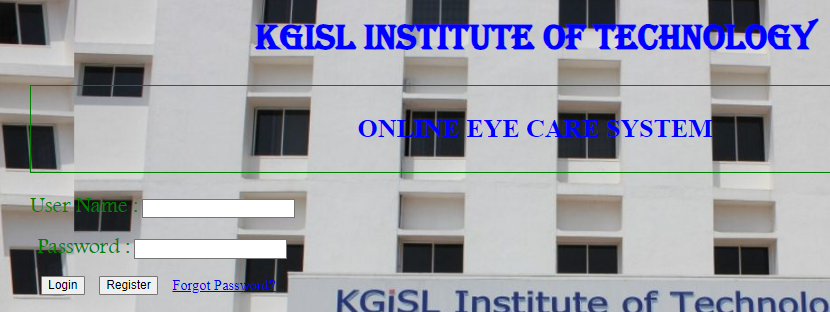 KGISL INSTITUTE OF TECHNOLOGY
ONLINE EYE CARE SYSTEM
User Name :
Password :
Login Register Forgot Password?
KGiSL Institute of Technolo